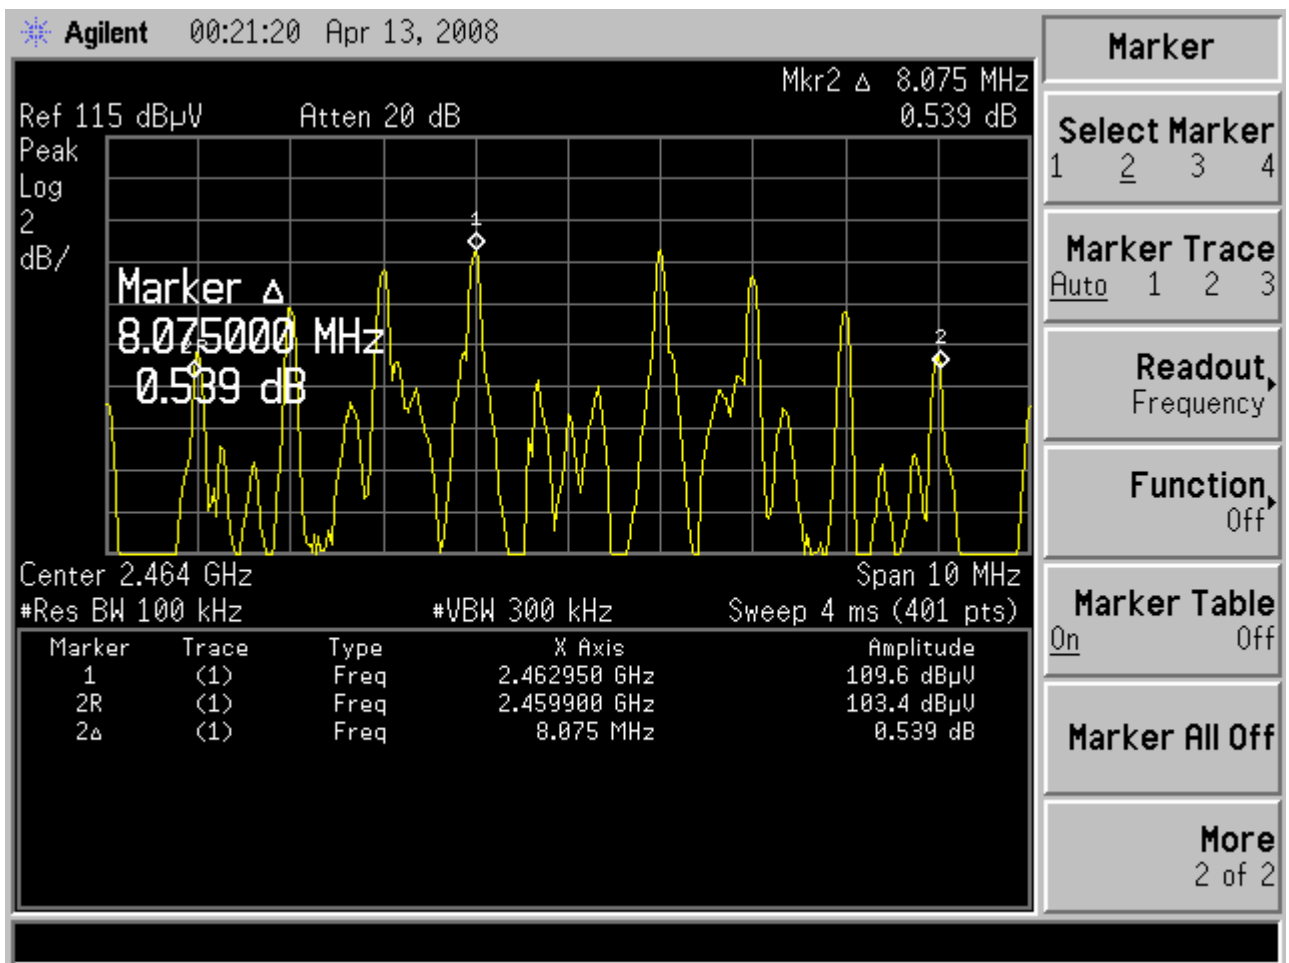 Agilent 00:21:20 Apr 13, 2008
Mkr2 Δ 8.075 MHz
Ref 115 dBµV Atten 20 dB 0.539 dB
Peak
Log
2
dB/
1
Marker Δ
8.075000 MHz
0.539 dB
2
Center 2.464 GHz Span 10 MHz
#Res BW 100 kHz #VBW 300 kHz Sweep 4 ms (401 pts)
Marker Trace Type X Axis Amplitude
1 (1) Freq 2.462950 GHz 109.6 dBµV
2R (1) Freq 2.459900 GHz 103.4 dBµV
2Δ (1) Freq 8.075 MHz 0.539 dB
Marker
Select Marker
1 2 3 4
Marker Trace
Auto 1 2 3
Readout
Frequency
Function
Off
Marker Table
On Off
Marker All Off
More
2 of 2